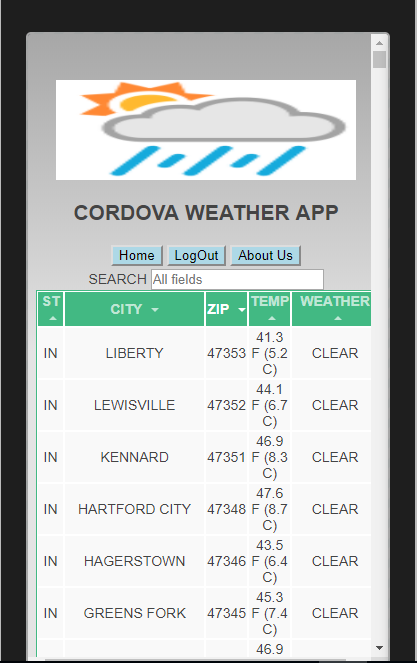 CORDOVA WEATHER APP
Home LogOut About Us
SEARCH All fields
ST CITY ZIP TEMP WEATHER
IN LIBERTY 47353 41.3 F (5.2 C) CLEAR
IN LEWISVILLE 47352 44.1 F (6.7 C) CLEAR
IN KENNARD 47351 46.9 F (8.3 C) CLEAR
IN HARTFORD CITY 47348 47.6 F (8.7 C) CLEAR
IN HAGERSTOWN 47346 43.5 F (6.4 C) CLEAR
IN GREENS FORK 47345 45.3 F (7.4 C) CLEAR
46.9